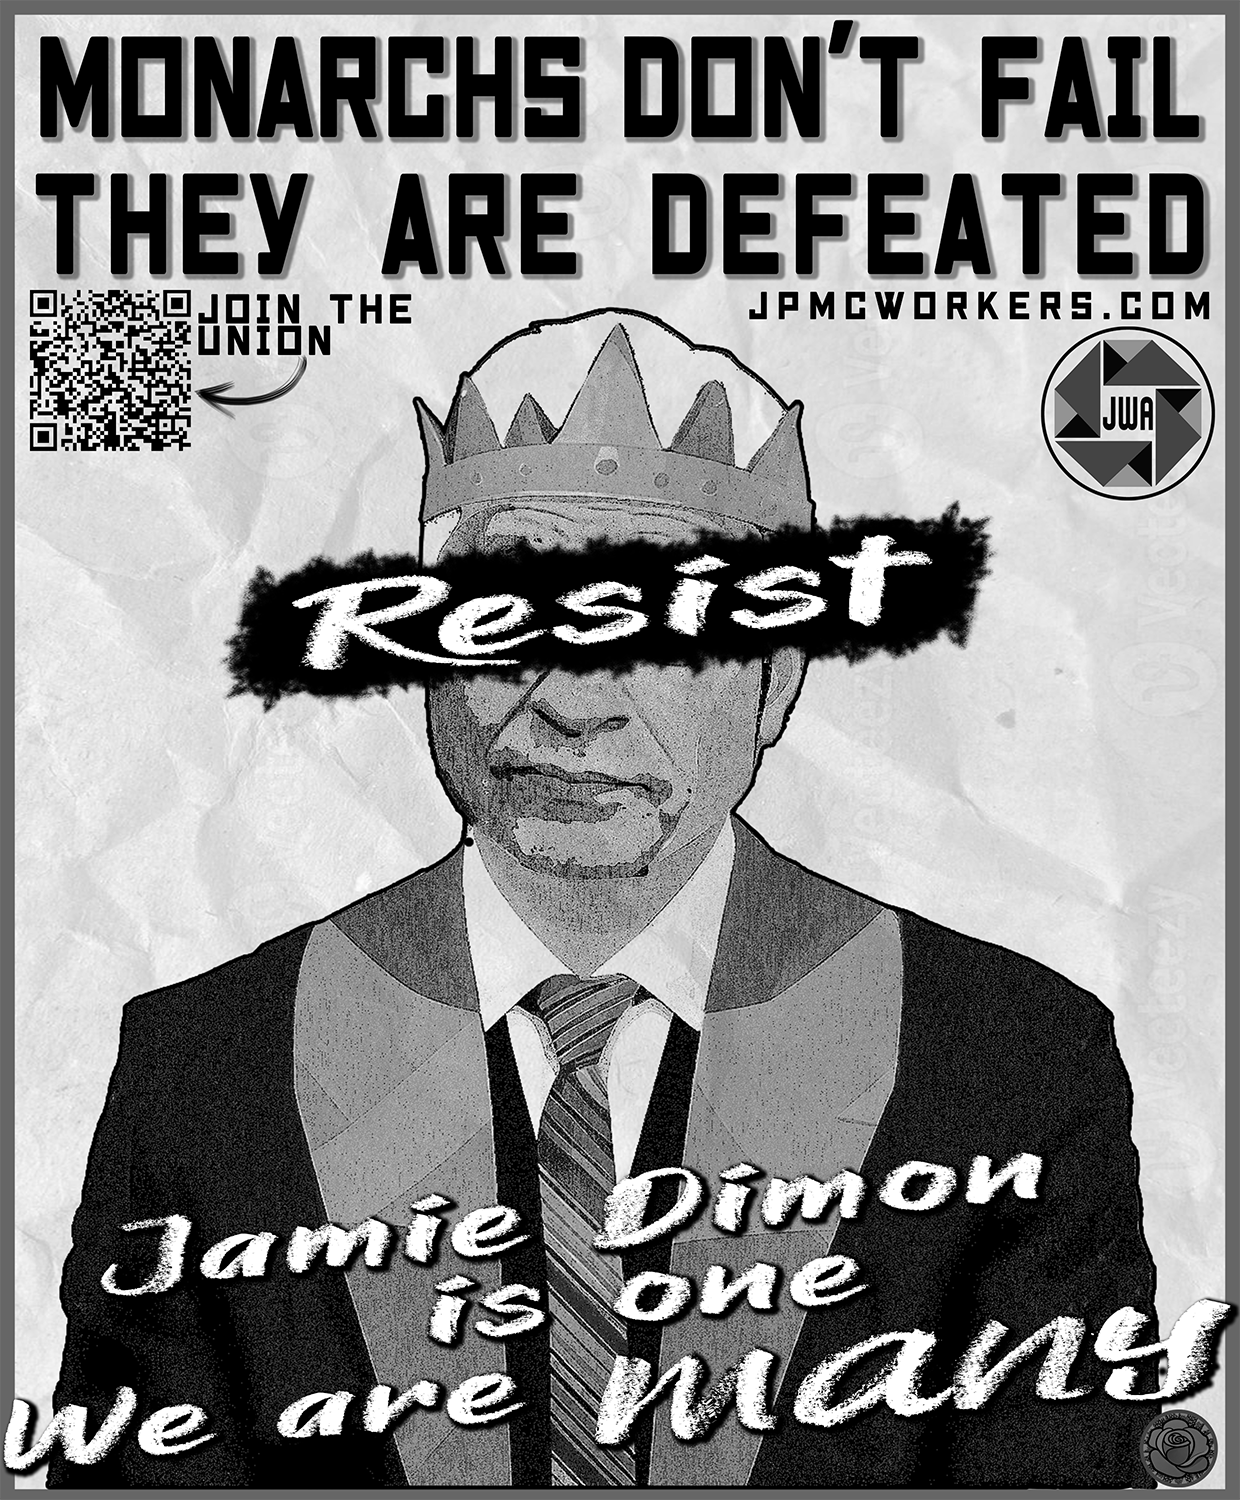 MONARCHS DON'T FAIL
THEY ARE DEFEATED
JOIN THE
UNION
JPMCWORKERS.COM
JWA
Resist
Jamie Dimon
is one
We are many